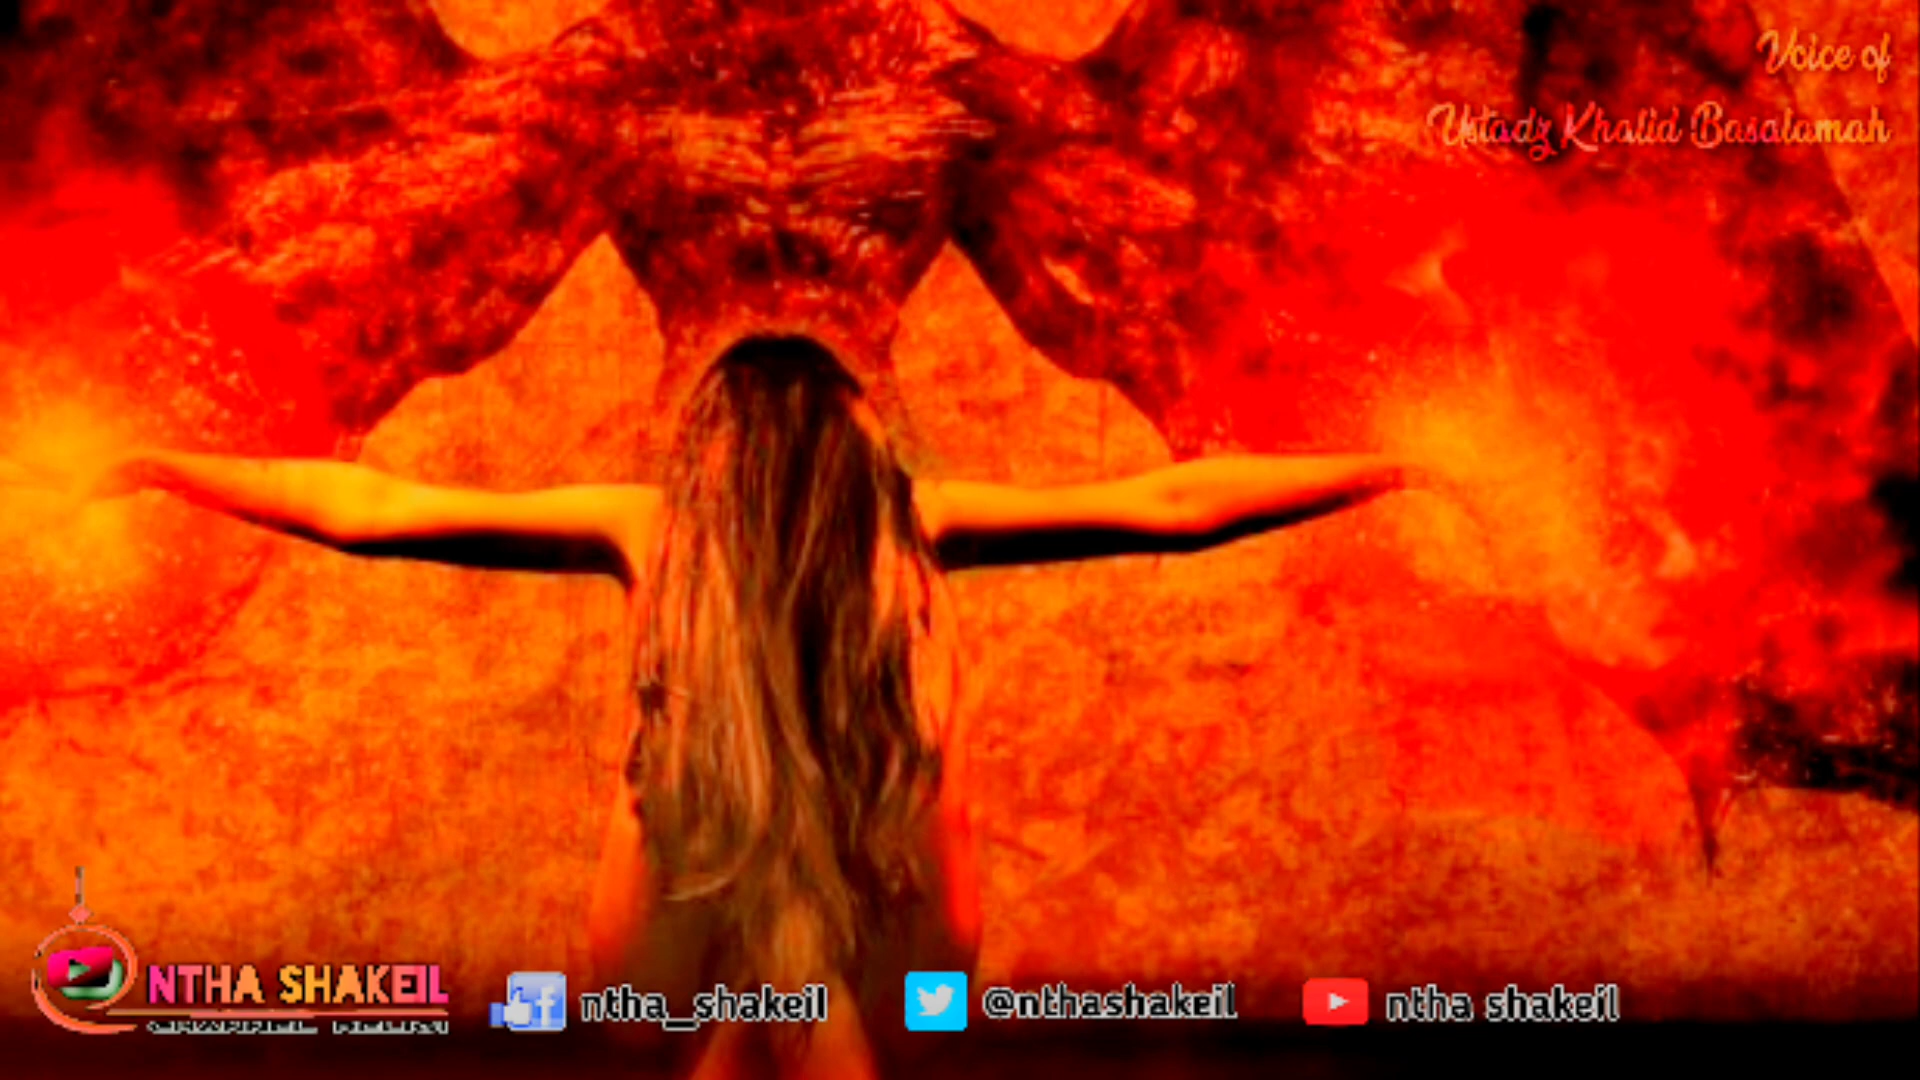 Voice of
Ustadz Khalid Basalamah
NTHA SHAKEIL
ntha_shakeil
@nthashakeil
ntha shakeil